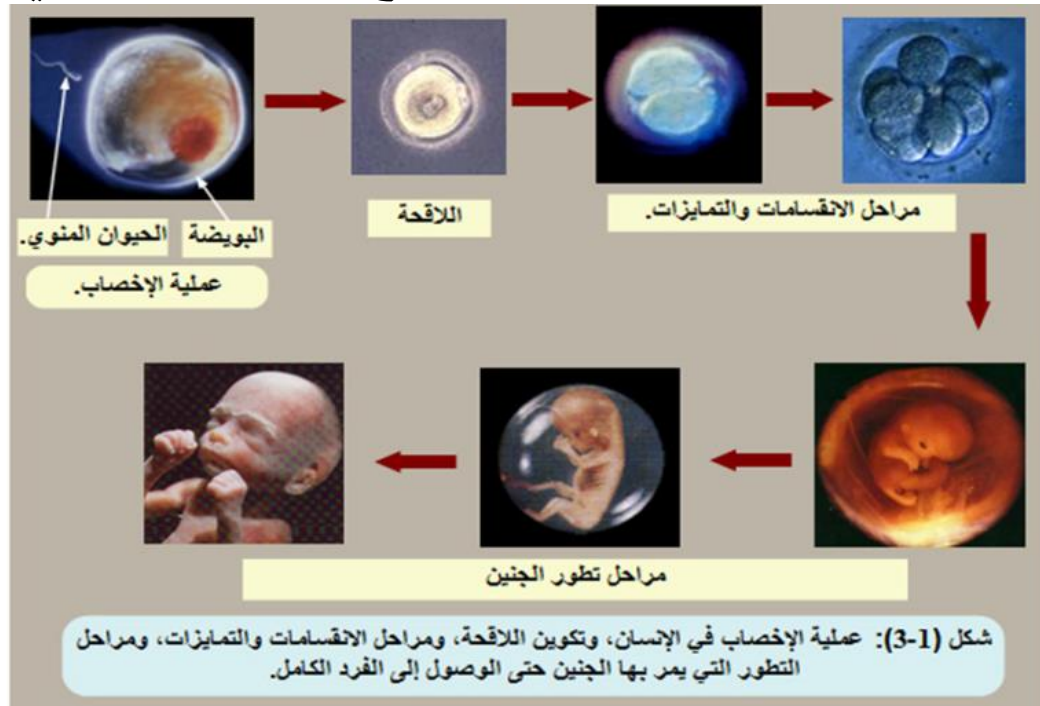 اللاقحة
مراحل الانقسامات والتمايزات.
البويضة
الحيوان المنوي.
عملية الإخصاب.
مراحل تطور الجنين
شكل (1-3): عملية الإخصاب في الإنسان، وتكوين اللاقحة، ومراحل الانقسامات والتمايزات، ومراحل
التطور التي يمر بها الجنين حتى الوصول إلى الفرد الكامل.